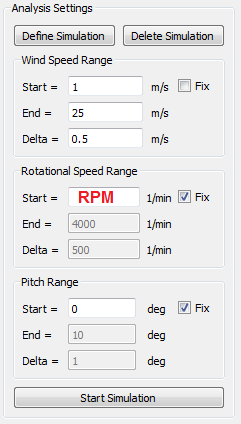 Analysis Settings
Define Simulation Delete Simulation
Wind Speed Range
Start = 1 m/s Fix
End = 25 m/s
Delta = 0.5 m/s
Rotational Speed Range
Start = RPM 1/min Fix
End = 4000 1/min
Delta = 500 1/min
Pitch Range
Start = 0 deg Fix
End = 10 deg
Delta = 1 deg
Start Simulation